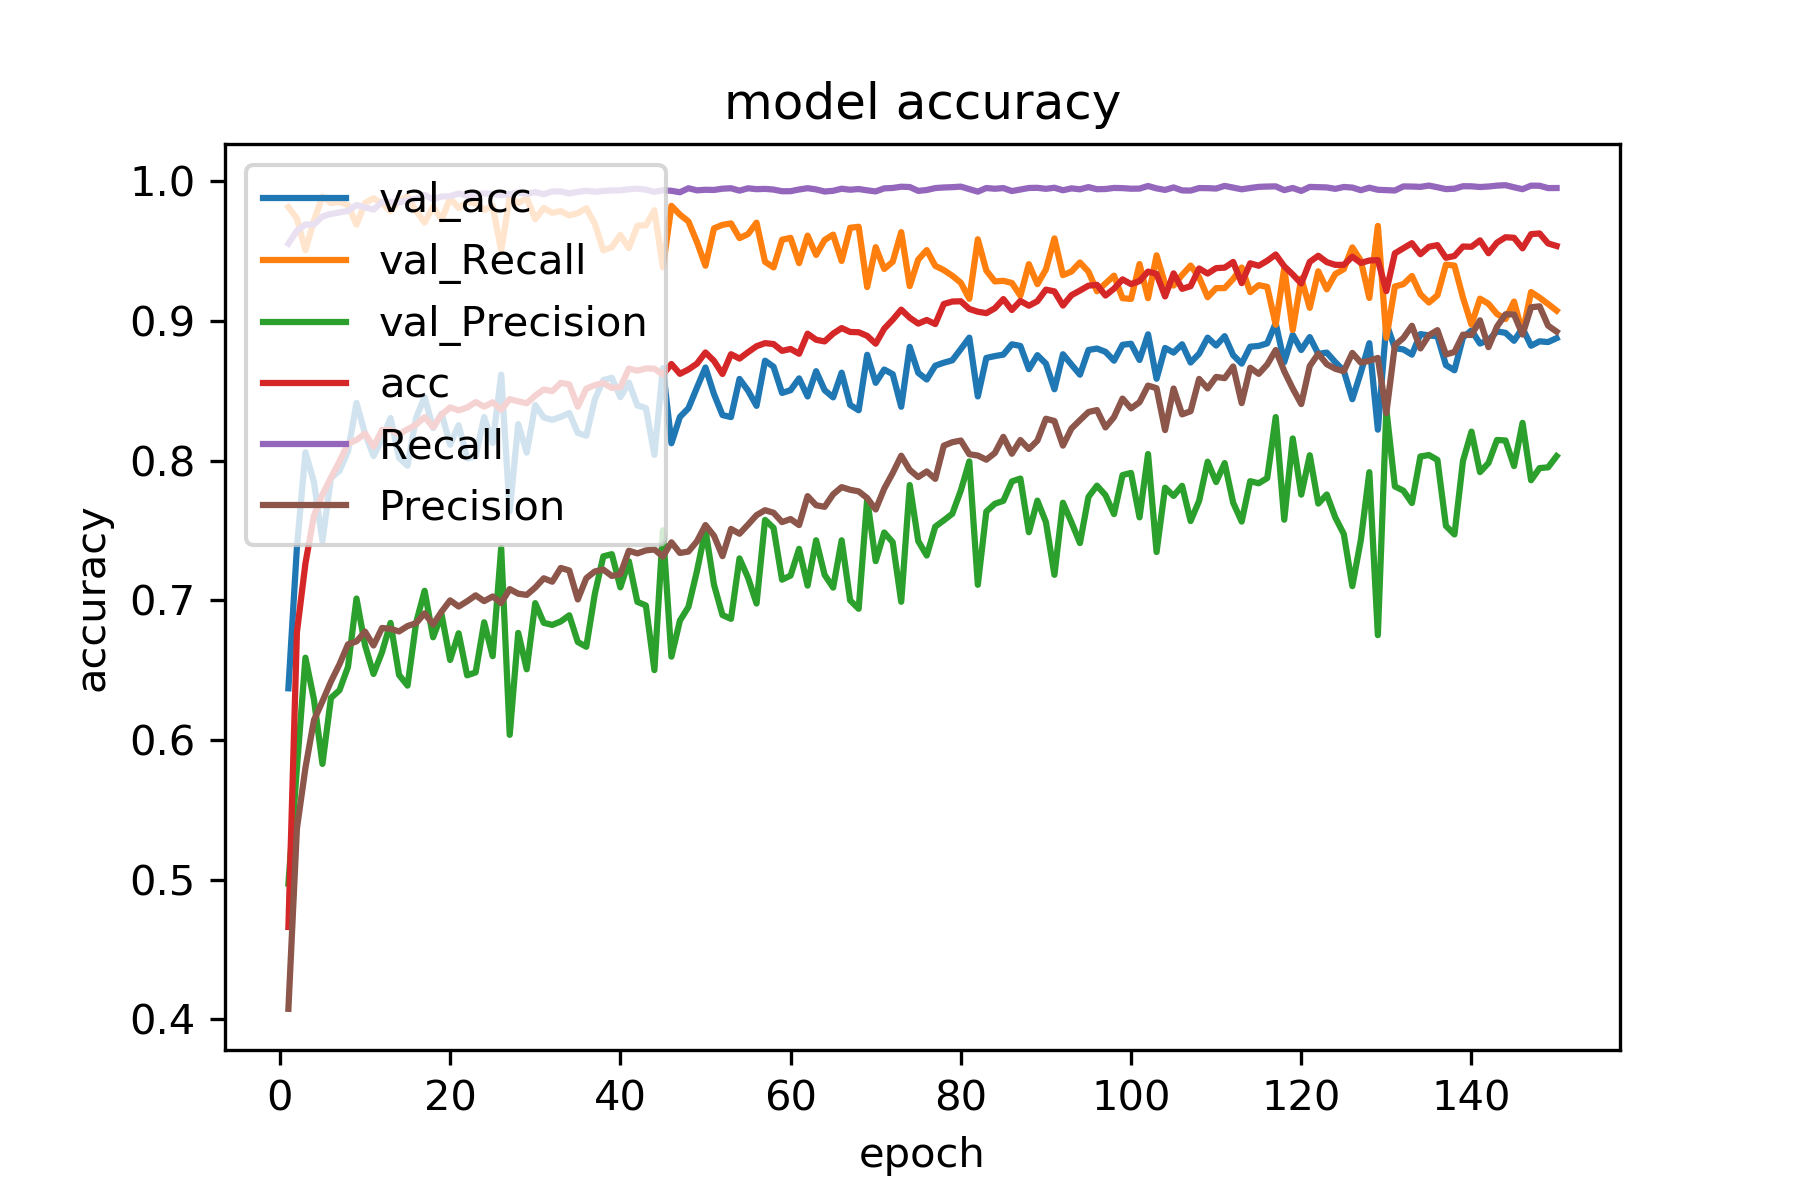 model accuracy
accuracy
1.0
0.9
0.8
0.7
0.6
0.5
0.4
val_acc
val_Recall
val_Precision
acc
Recall
Precision
0 20 40 60 80 100 120 140
epoch